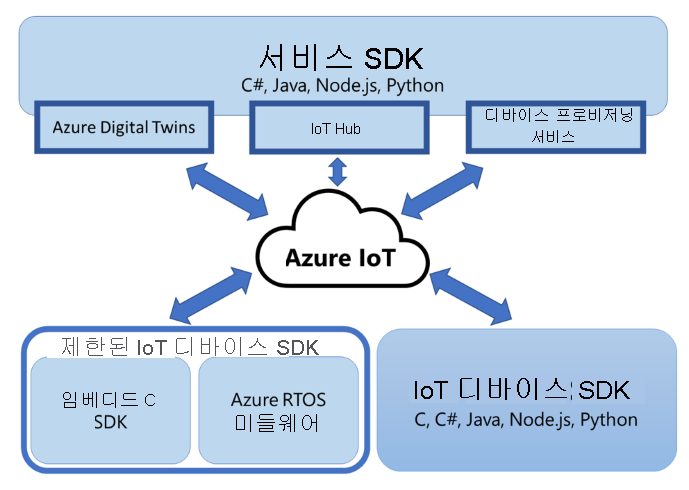 서비스 SDK
C#, Java, Node.js, Python
Azure Digital Twins
IoT Hub
디바이스 프로비저닝
서비스
Azure IoT
제한된 IoT 디바이스 SDK
임베디드 C
SDK
Azure RTOS
미들웨어
IoT 디바이스; SDK
C, C#, Java, Node.js, Python